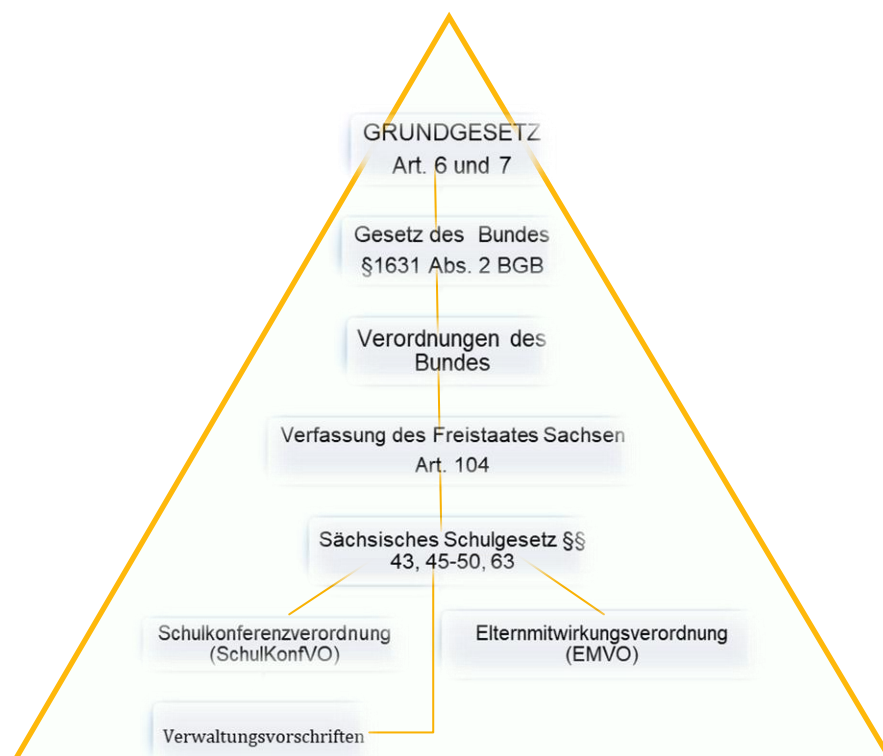 GRUNDGESETZ
Art. 6 und 7
Gesetz des Bundes
§1631 Abs. 2 BGB
Verordnungen des
Bundes
Verfassung des Freistaates Sachsen
Art. 104
Sächsisches Schulgesetz §§
43, 45-50, 63
Schulkonferenzverordnung
(SchulKonfVO)
Elternmitwirkungsverordnung
(EMVO)
Verwaltungsvorschriften